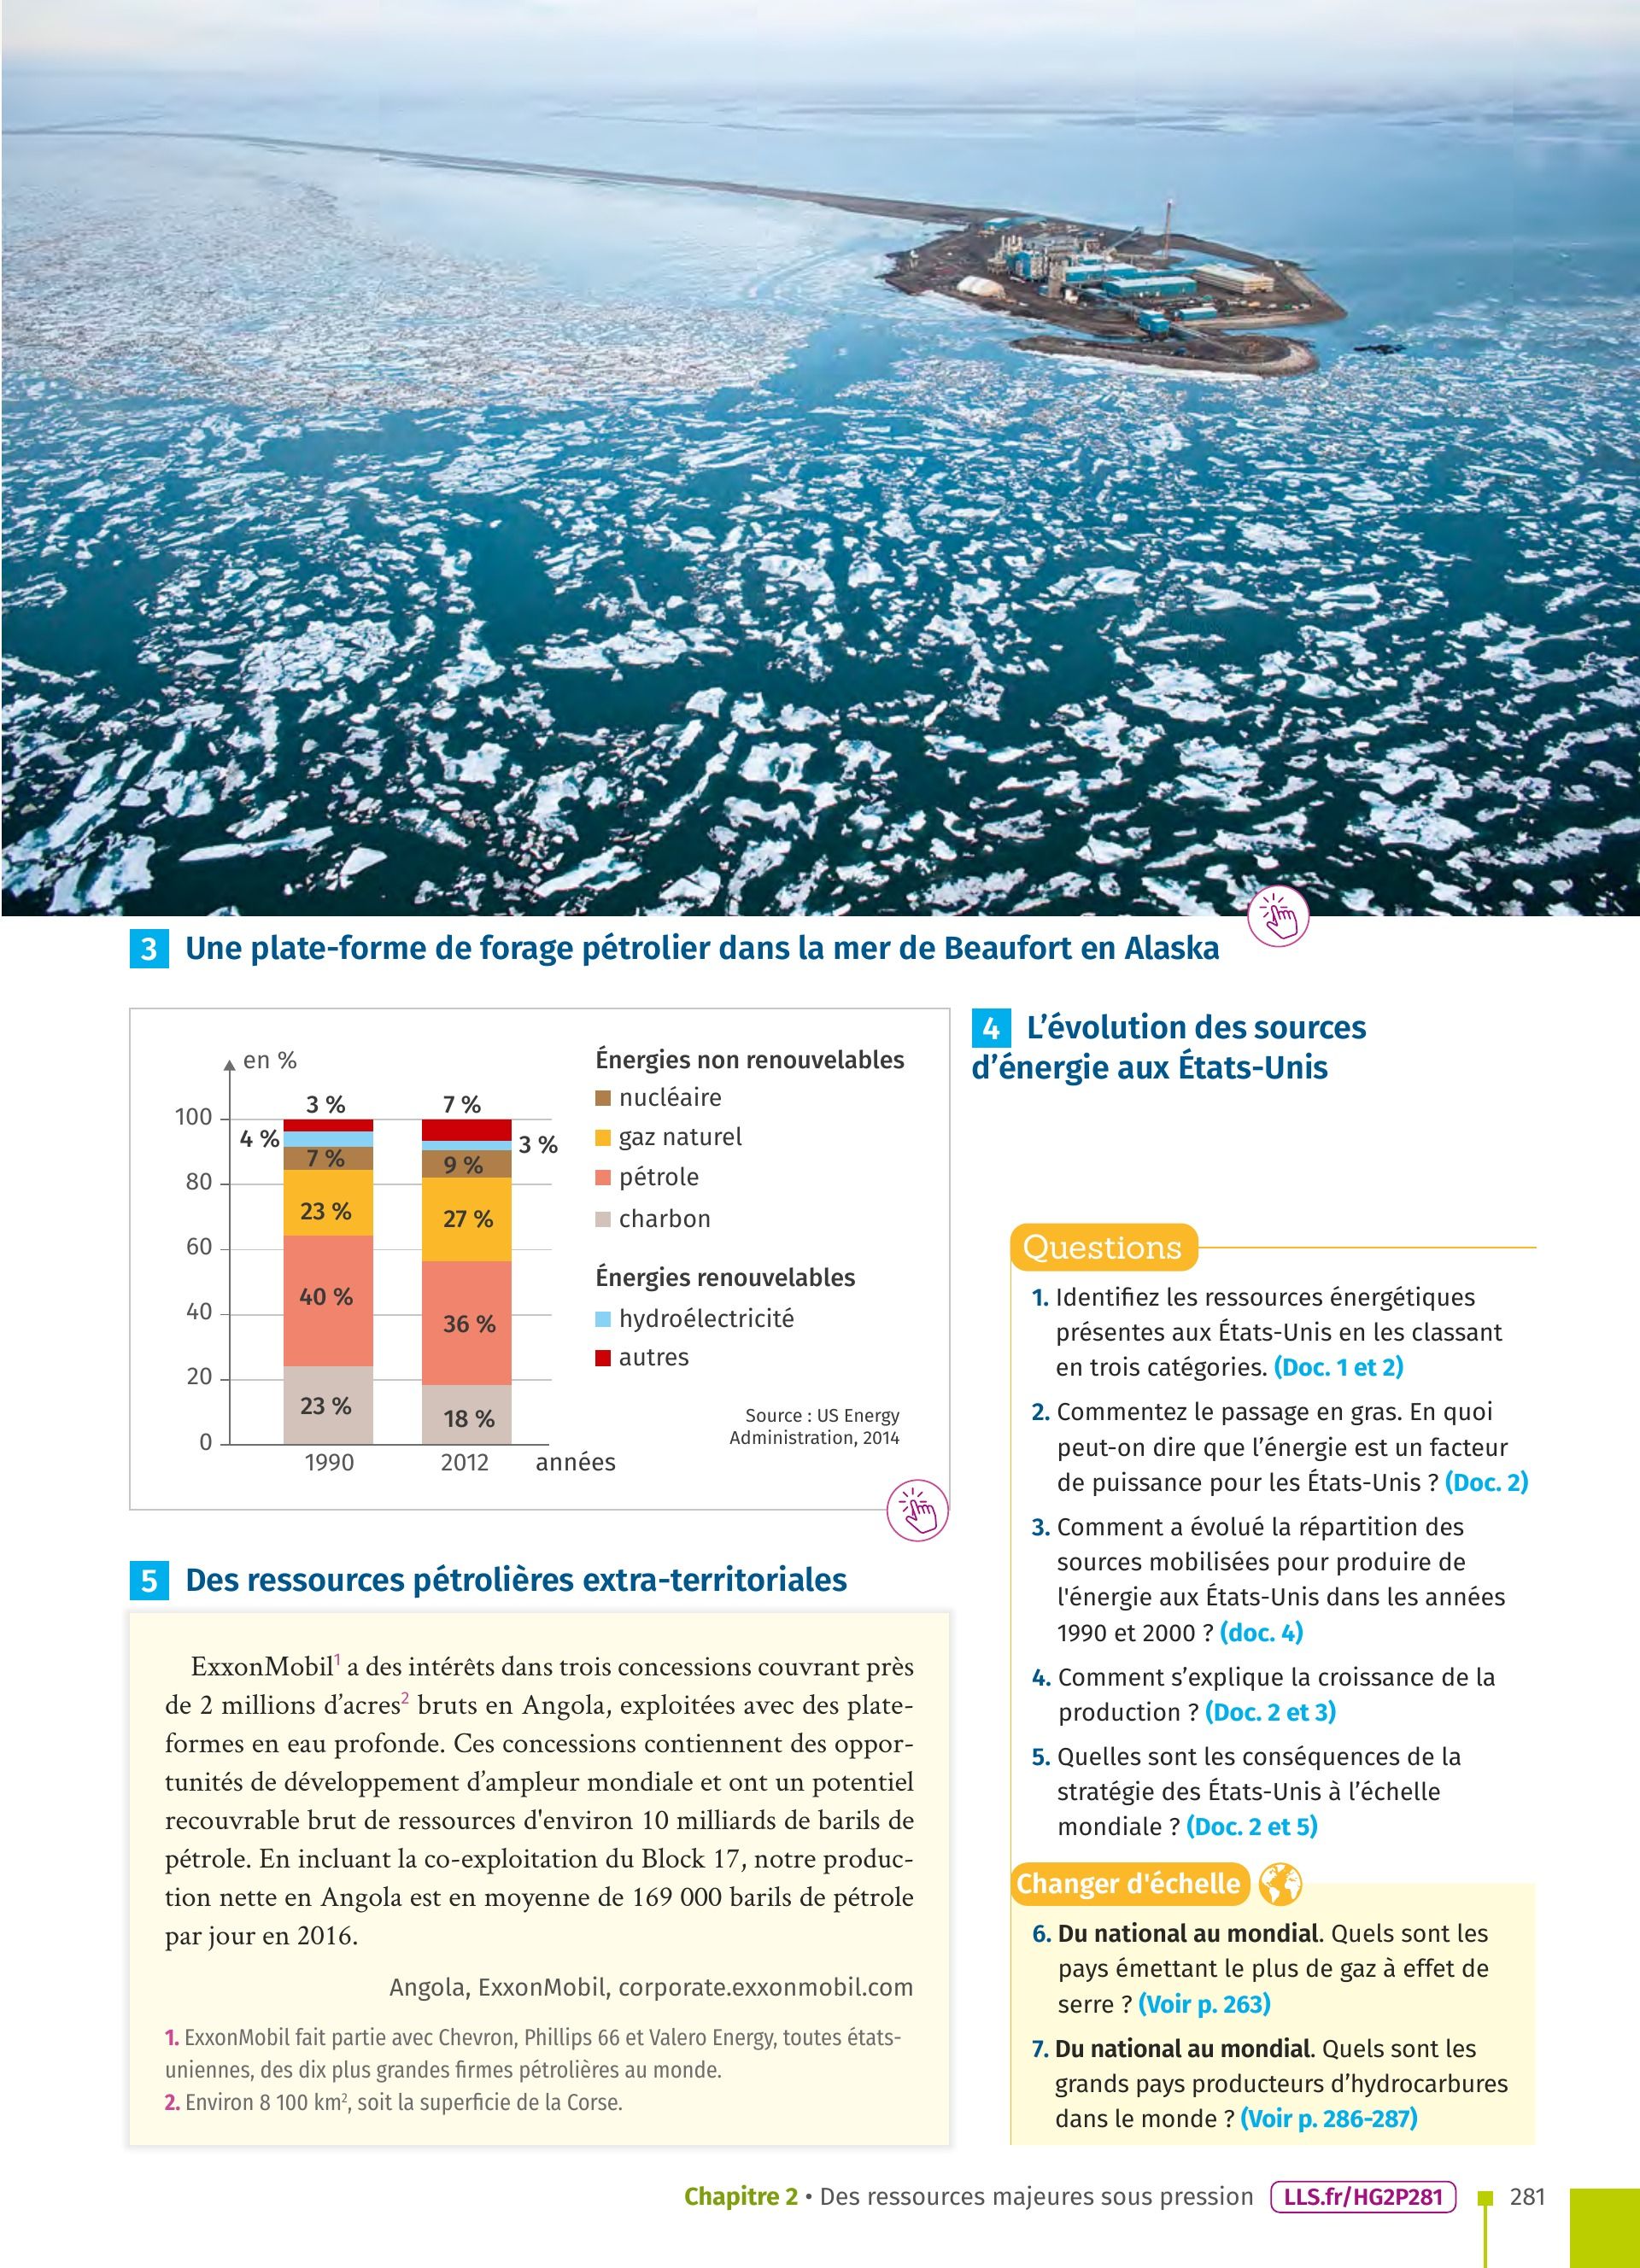 3 Une plate-forme de forage pétrolier dans la mer de Beaufort en Alaska
en %
100
80
60
40
20
0
3 %
4 %
7 %
23 %
40 %
23 %
7 %
3 %
9 %
27 %
36 %
18 %
1990
2012
années
Énergies non renouvelables
nucléaire
gaz naturel
pétrole
charbon
Énergies renouvelables
hydroélectricité
autres
Source : US Energy
Administration, 2014
4 L’évolution des sources
d’énergie aux États-Unis
5 Des ressources pétrolières extra-territoriales
ExxonMobil1 a des intérêts dans trois concessions couvrant près
de 2 millions d’acres2 bruts en Angola, exploitées avec des plate-
formes en eau profonde. Ces concessions contiennent des oppor-
tunités de développement d’ampleur mondiale et ont un potentiel
recouvrable brut de ressources d'environ 10 milliards de barils de
pétrole. En incluant la co-exploitation du Block 17, notre produc-
tion nette en Angola est en moyenne de 169 000 barils de pétrole
par jour en 2016.
Angola, ExxonMobil, corporate.exxonmobil.com
1. ExxonMobil fait partie avec Chevron, Phillips 66 et Valero Energy, toutes états-
uniennes, des dix plus grandes firmes pétrolières au monde.
2. Environ 8 100 km², soit la superficie de la Corse.
Questions
1. Identifiez les ressources énergétiques
présentes aux États-Unis en les classant
en trois catégories. (Doc. 1 et 2)
2. Commentez le passage en gras. En quoi
peut-on dire que l’énergie est un facteur
de puissance pour les États-Unis ? (Doc. 2)
3. Comment a évolué la répartition des
sources mobilisées pour produire de
l'énergie aux États-Unis dans les années
1990 et 2000 ? (doc. 4)
4. Comment s’explique la croissance de la
production ? (Doc. 2 et 3)
5. Quelles sont les conséquences de la
stratégie des États-Unis à l’échelle
mondiale ? (Doc. 2 et 5)
Changer d'échelle
6. Du national au mondial. Quels sont les
pays émettant le plus de gaz à effet de
serre ? (Voir p. 263)
7. Du national au mondial. Quels sont les
grands pays producteurs d’hydrocarbures
dans le monde ? (Voir p. 286-287)
Chapitre 2 • Des ressources majeures sous pression LLS.fr/HG2P281 281